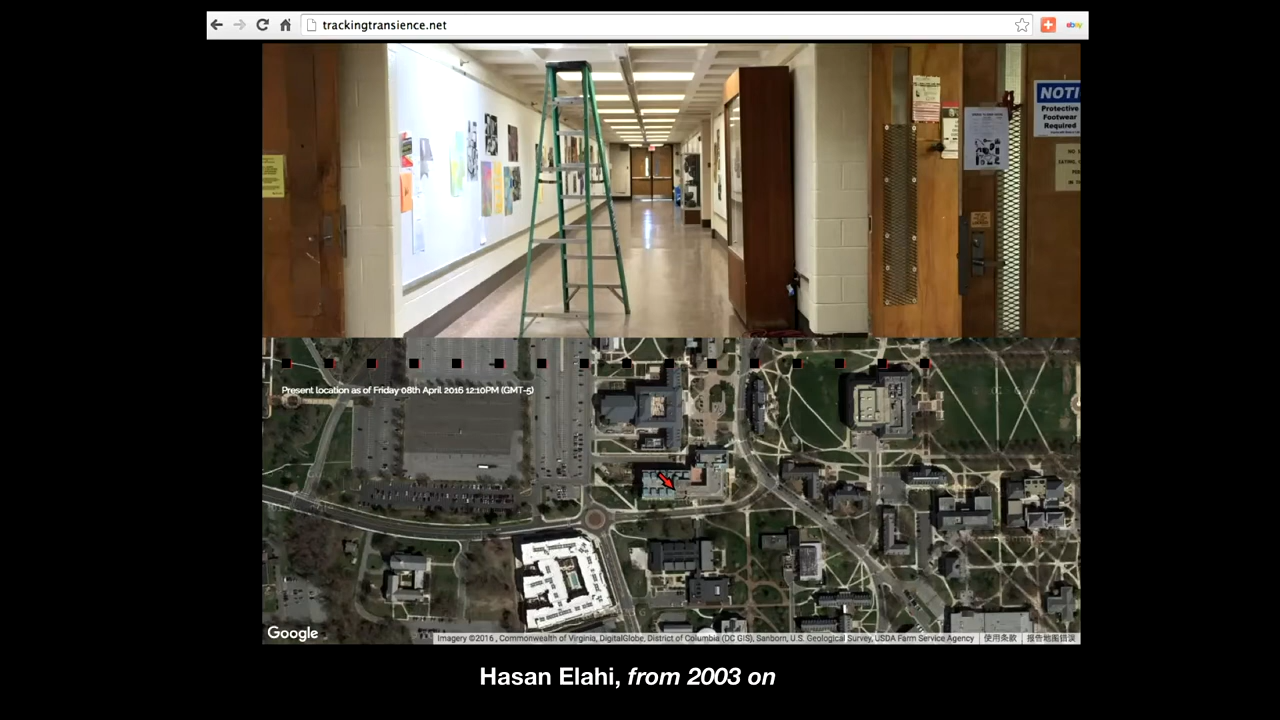 trackingtransience.net
ebay
NOTI
Protective
Footwear
Required
Present location as of Friday 08th April 2016 12:10PM (GMT-5)
Google
Imagery ©2016 , Commonwealth of Virginia, DigitalGlobe, District of Columbia (DC GIS), Sanborn, U.S. Geological Survey, USDA Farm Service Agency
使用条款
报告地图错误
Hasan Elahi, from 2003 on